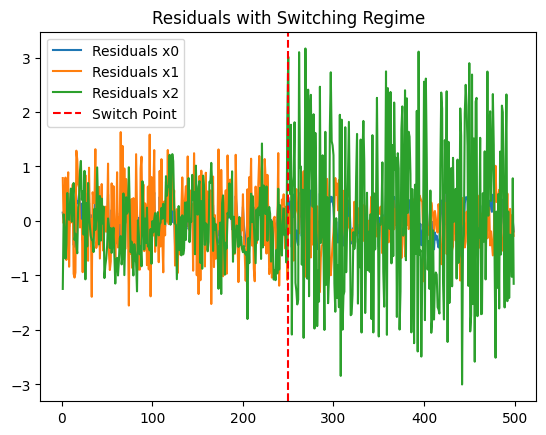 Residuals with Switching Regime
Residuals x0
Residuals x1
Residuals x2
Switch Point
3
2
1
0
−1
−2
−3
0 100 200 300 400 500